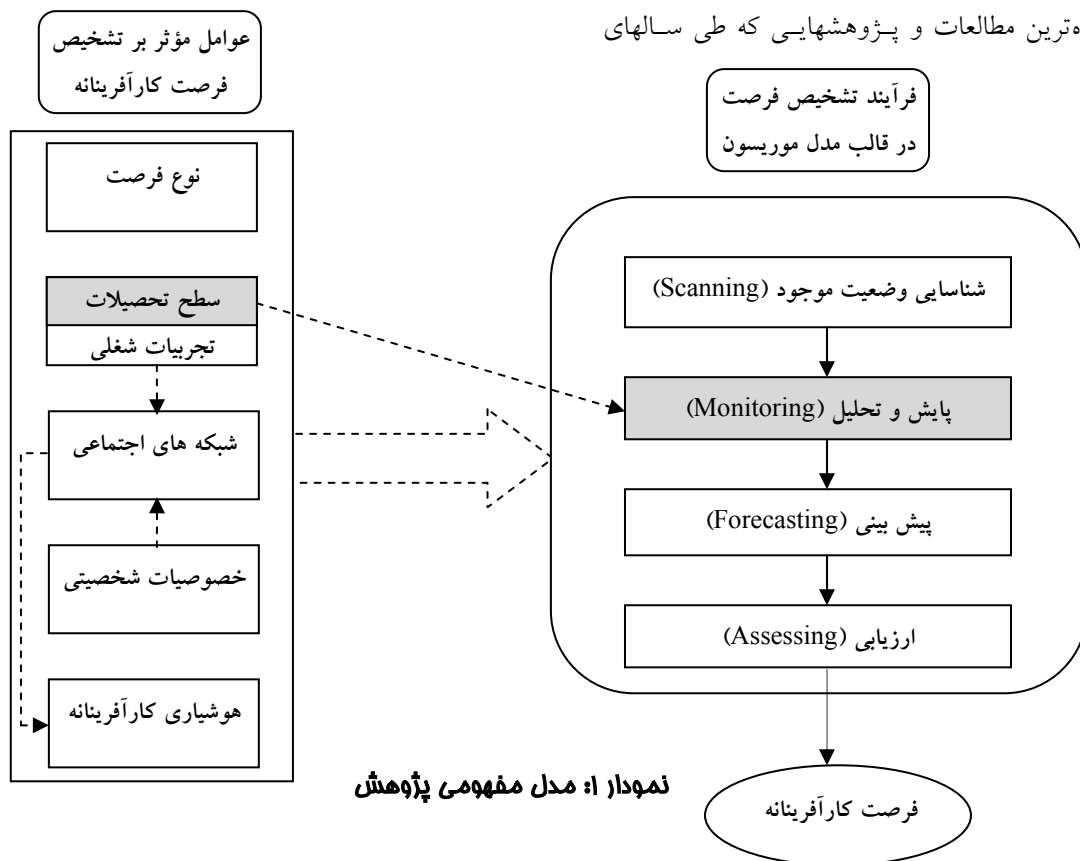 ه‌ترین مطالعات و پـژوهشهایـی که طی سـالهای
عوامل مؤثر بر تشخیص
فرصت کارآفرینانه
فرآیند تشخیص فرصت
در قالب مدل موریسون
نوع فرصت
سطح تحصیلات
تجربیات شغلی
شبکه های اجتماعی
خصوصیات شخصیتی
هوشیاری کارآفرینانه
شناسایی وضعیت موجود (Scanning)
پایش و تحلیل (Monitoring)
پیش بینی (Forecasting)
ارزیابی (Assessing)
فرصت کارآفرینانه
نمودار ۱: مدل مفهومی پژوهش